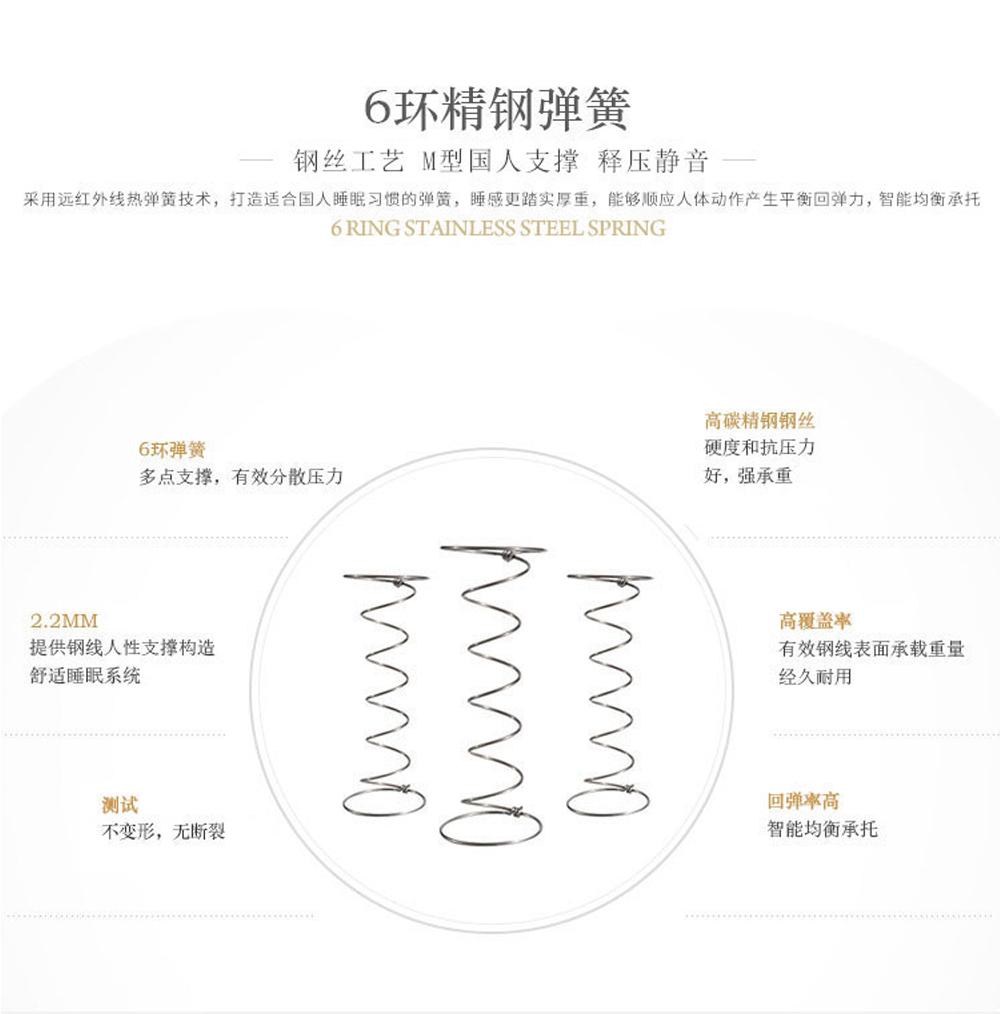 6环精钢弹簧
钢丝工艺 M型国人支撑 释压静音
采用远红外线热弹簧技术，打造适合国人睡眠习惯的弹簧，睡感更踏实厚重，能够顺应人体动作产生平衡回弹力，智能均衡承托
6 RING STAINLESS STEEL SPRING
6环弹簧
多点支撑，有效分散压力
高碳精钢钢丝
硬度和抗压力
好，强承重
2.2MM
提供钢线人性支撑构造
舒适睡眠系统
高覆盖率
有效钢线表面承载重量
经久耐用
测试
不变形，无断裂
回弹率高
智能均衡承托